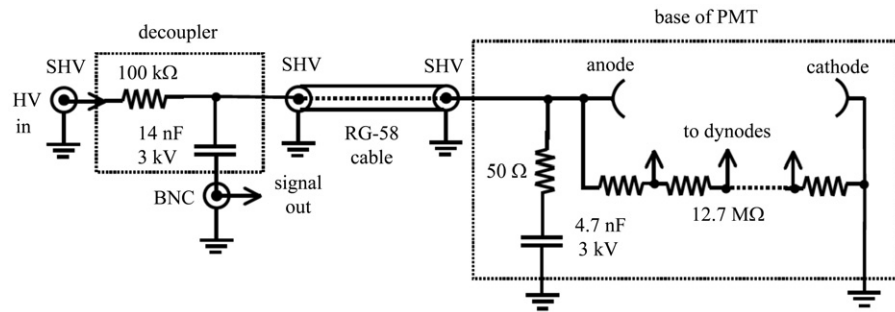 base of PMT
decoupler
SHV
100 kΩ
SHV
SHV
anode
cathode
HV
in
14 nF
3 kV
RG-58
cable
to dynodes
50 Ω
BNC
signal
out
12.7 MΩ
4.7 nF
3 kV